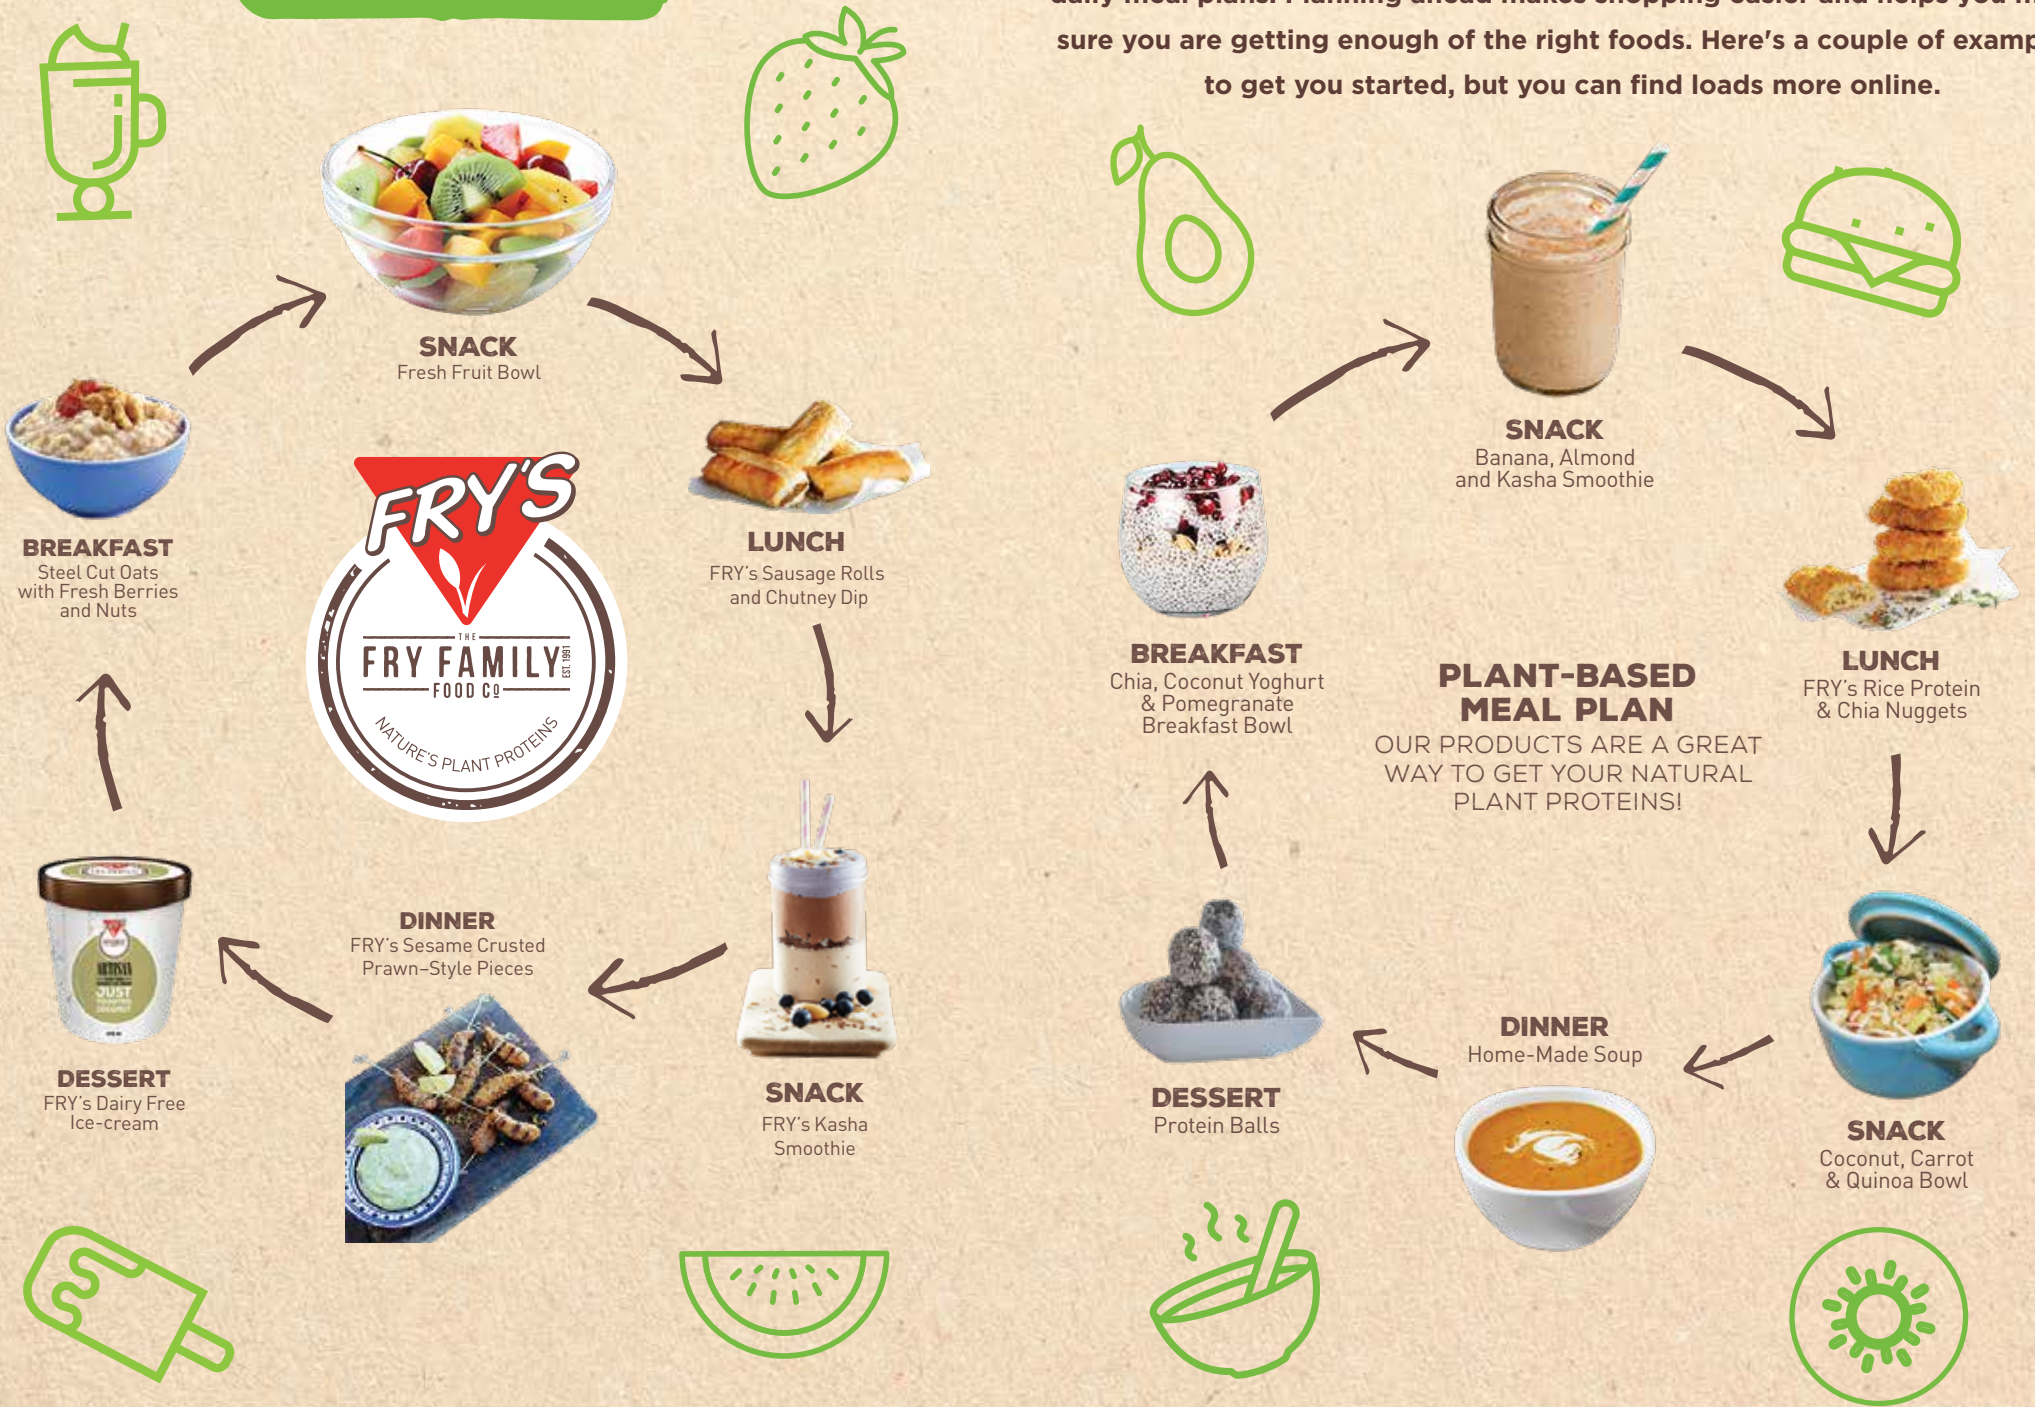 sure you are getting enough of the right foods. Here's a couple of examp
to get you started, but you can find loads more online.
SNACK
Fresh Fruit Bowl
BREAKFAST
Steel Cut Oats
with Fresh Berries
and Nuts
LUNCH
FRY's Sausage Rolls
and Chutney Dip
FRY'S
THE
FRY FAMILY
EST. 1991
FOOD Cº
NATURE'S PLANT PROTEINS
DINNER
FRY's Sesame Crusted
Prawn–Style Pieces
ARTISAN
JUST
DESSERT
FRY's Dairy Free
Ice-cream
SNACK
FRY's Kasha
Smoothie
SNACK
Banana, Almond
and Kasha Smoothie
BREAKFAST
Chia, Coconut Yoghurt
& Pomegranate
Breakfast Bowl
PLANT-BASED
MEAL PLAN
OUR PRODUCTS ARE A GREAT
WAY TO GET YOUR NATURAL
PLANT PROTEINS!
LUNCH
FRY's Rice Protein
& Chia Nuggets
DINNER
Home-Made Soup
DESSERT
Protein Balls
SNACK
Coconut, Carrot
& Quinoa Bowl